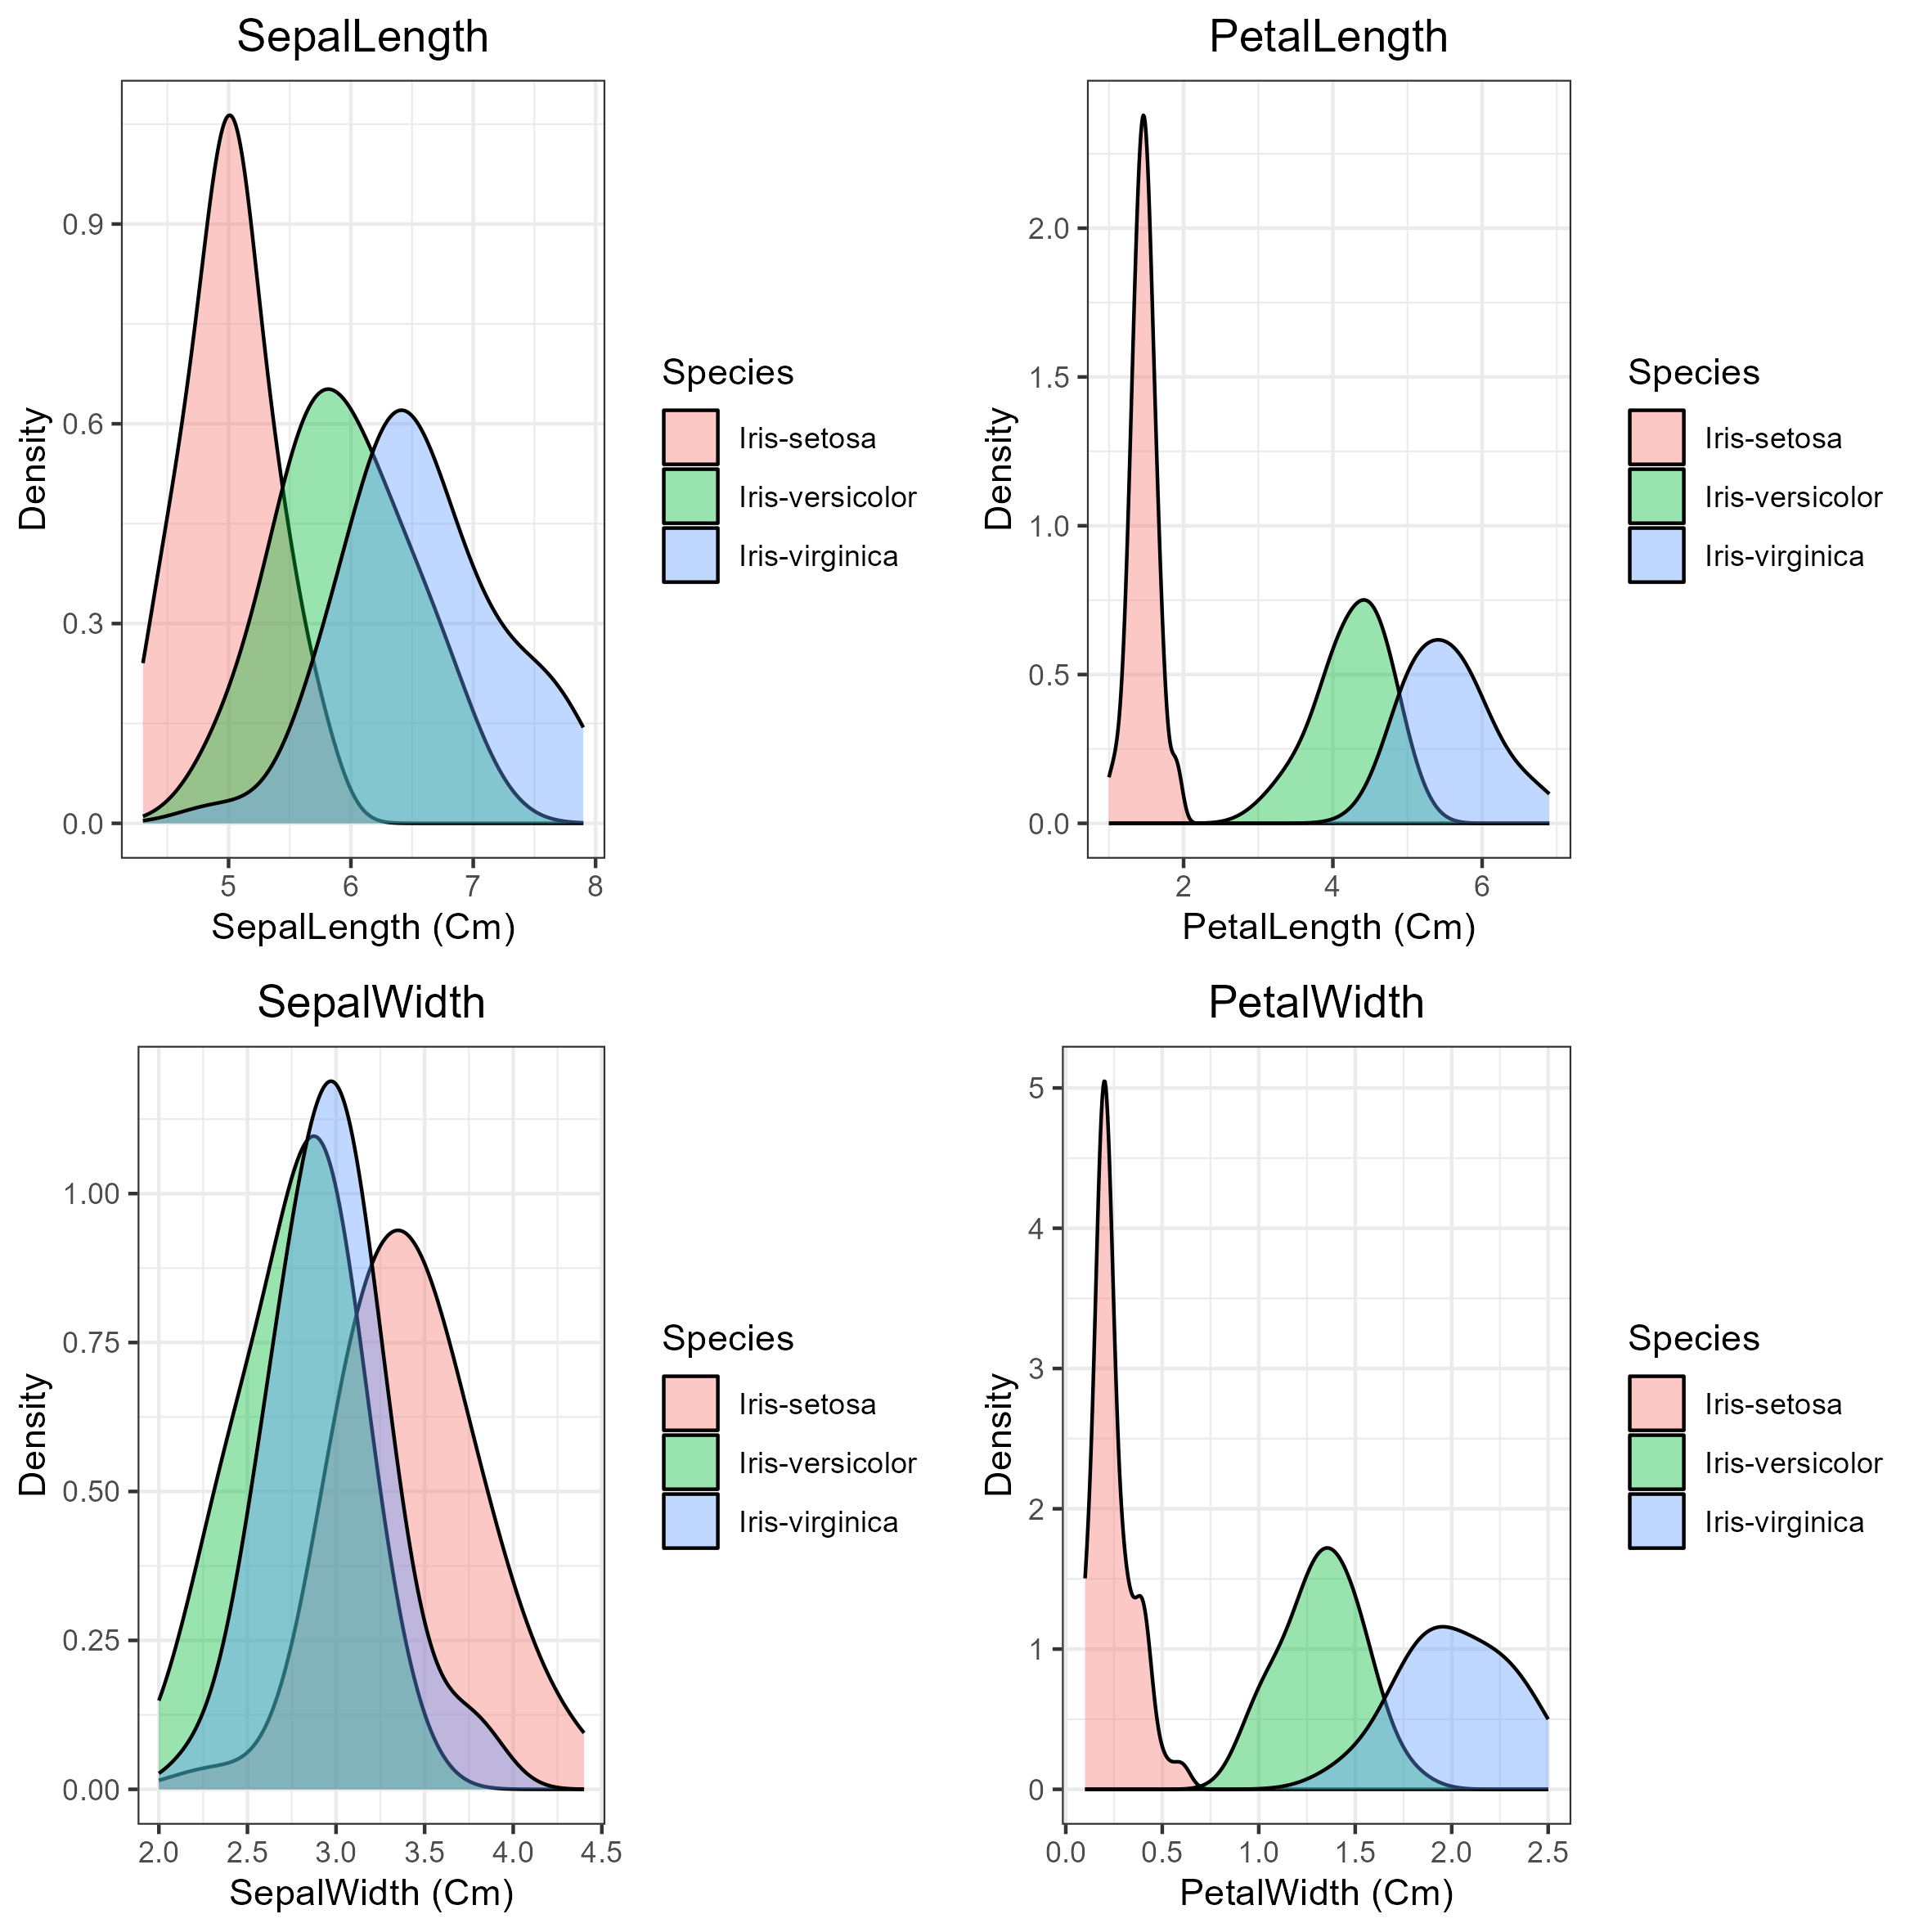 SepalLength
0.9
0.6
0.3
0.0
Density
5 6 7 8
SepalLength (Cm)
Species
Iris-setosa
Iris-versicolor
Iris-virginica
PetalLength
2.0
1.5
1.0
0.5
0.0
Density
2 4 6
PetalLength (Cm)
Species
Iris-setosa
Iris-versicolor
Iris-virginica
SepalWidth
1.00
0.75
0.50
0.25
0.00
Density
2.0 2.5 3.0 3.5 4.0 4.5
SepalWidth (Cm)
Species
Iris-setosa
Iris-versicolor
Iris-virginica
PetalWidth
5
4
3
2
1
0
Density
0.0 0.5 1.0 1.5 2.0 2.5
PetalWidth (Cm)
Species
Iris-setosa
Iris-versicolor
Iris-virginica